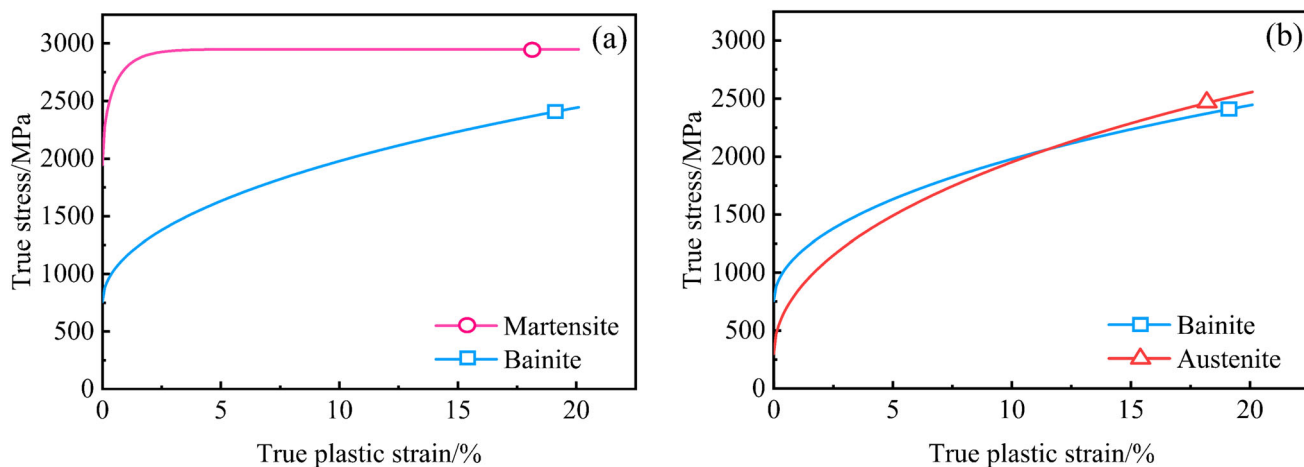 (a)
True stress/MPa
3000
2500
2000
1500
1000
500
0
Martensite
Bainite
0 5 10 15 20
True plastic strain/%
(b)
True stress/MPa
3000
2500
2000
1500
1000
500
0
Bainite
Austenite
0 5 10 15 20
True plastic strain/%